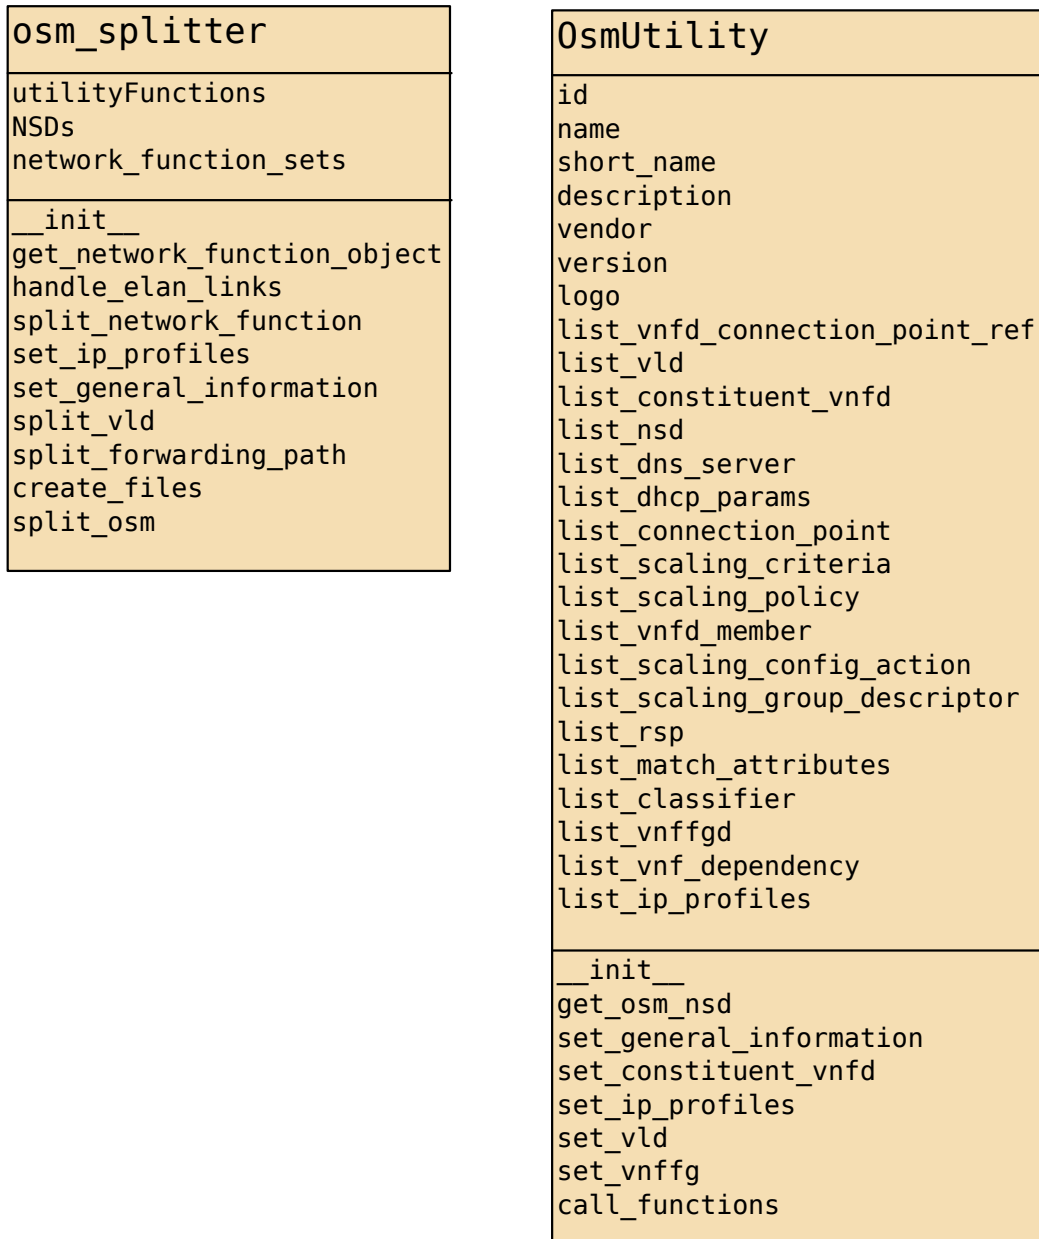 osm_splitter
utilityFunctions
NSDs
network_function_sets
__init__
get_network_function_object
handle_elan_links
split_network_function
set_ip_profiles
set_general_information
split_vld
split_forwarding_path
create_files
split_osm
OsmUtility
id
name
short_name
description
vendor
version
logo
list_vnfd_connection_point_ref
list_vld
list_constituent_vnfd
list_nsd
list_dns_server
list_dhcp_params
list_connection_point
list_scaling_criteria
list_scaling_policy
list_vnfd_member
list_scaling_config_action
list_scaling_group_descriptor
list_rsp
list_match_attributes
list_classifier
list_vnffgd
list_vnf_dependency
list_ip_profiles
__init__
get_osm_nsd
set_general_information
set_constituent_vnfd
set_ip_profiles
set_vld
set_vnffg
call_functions